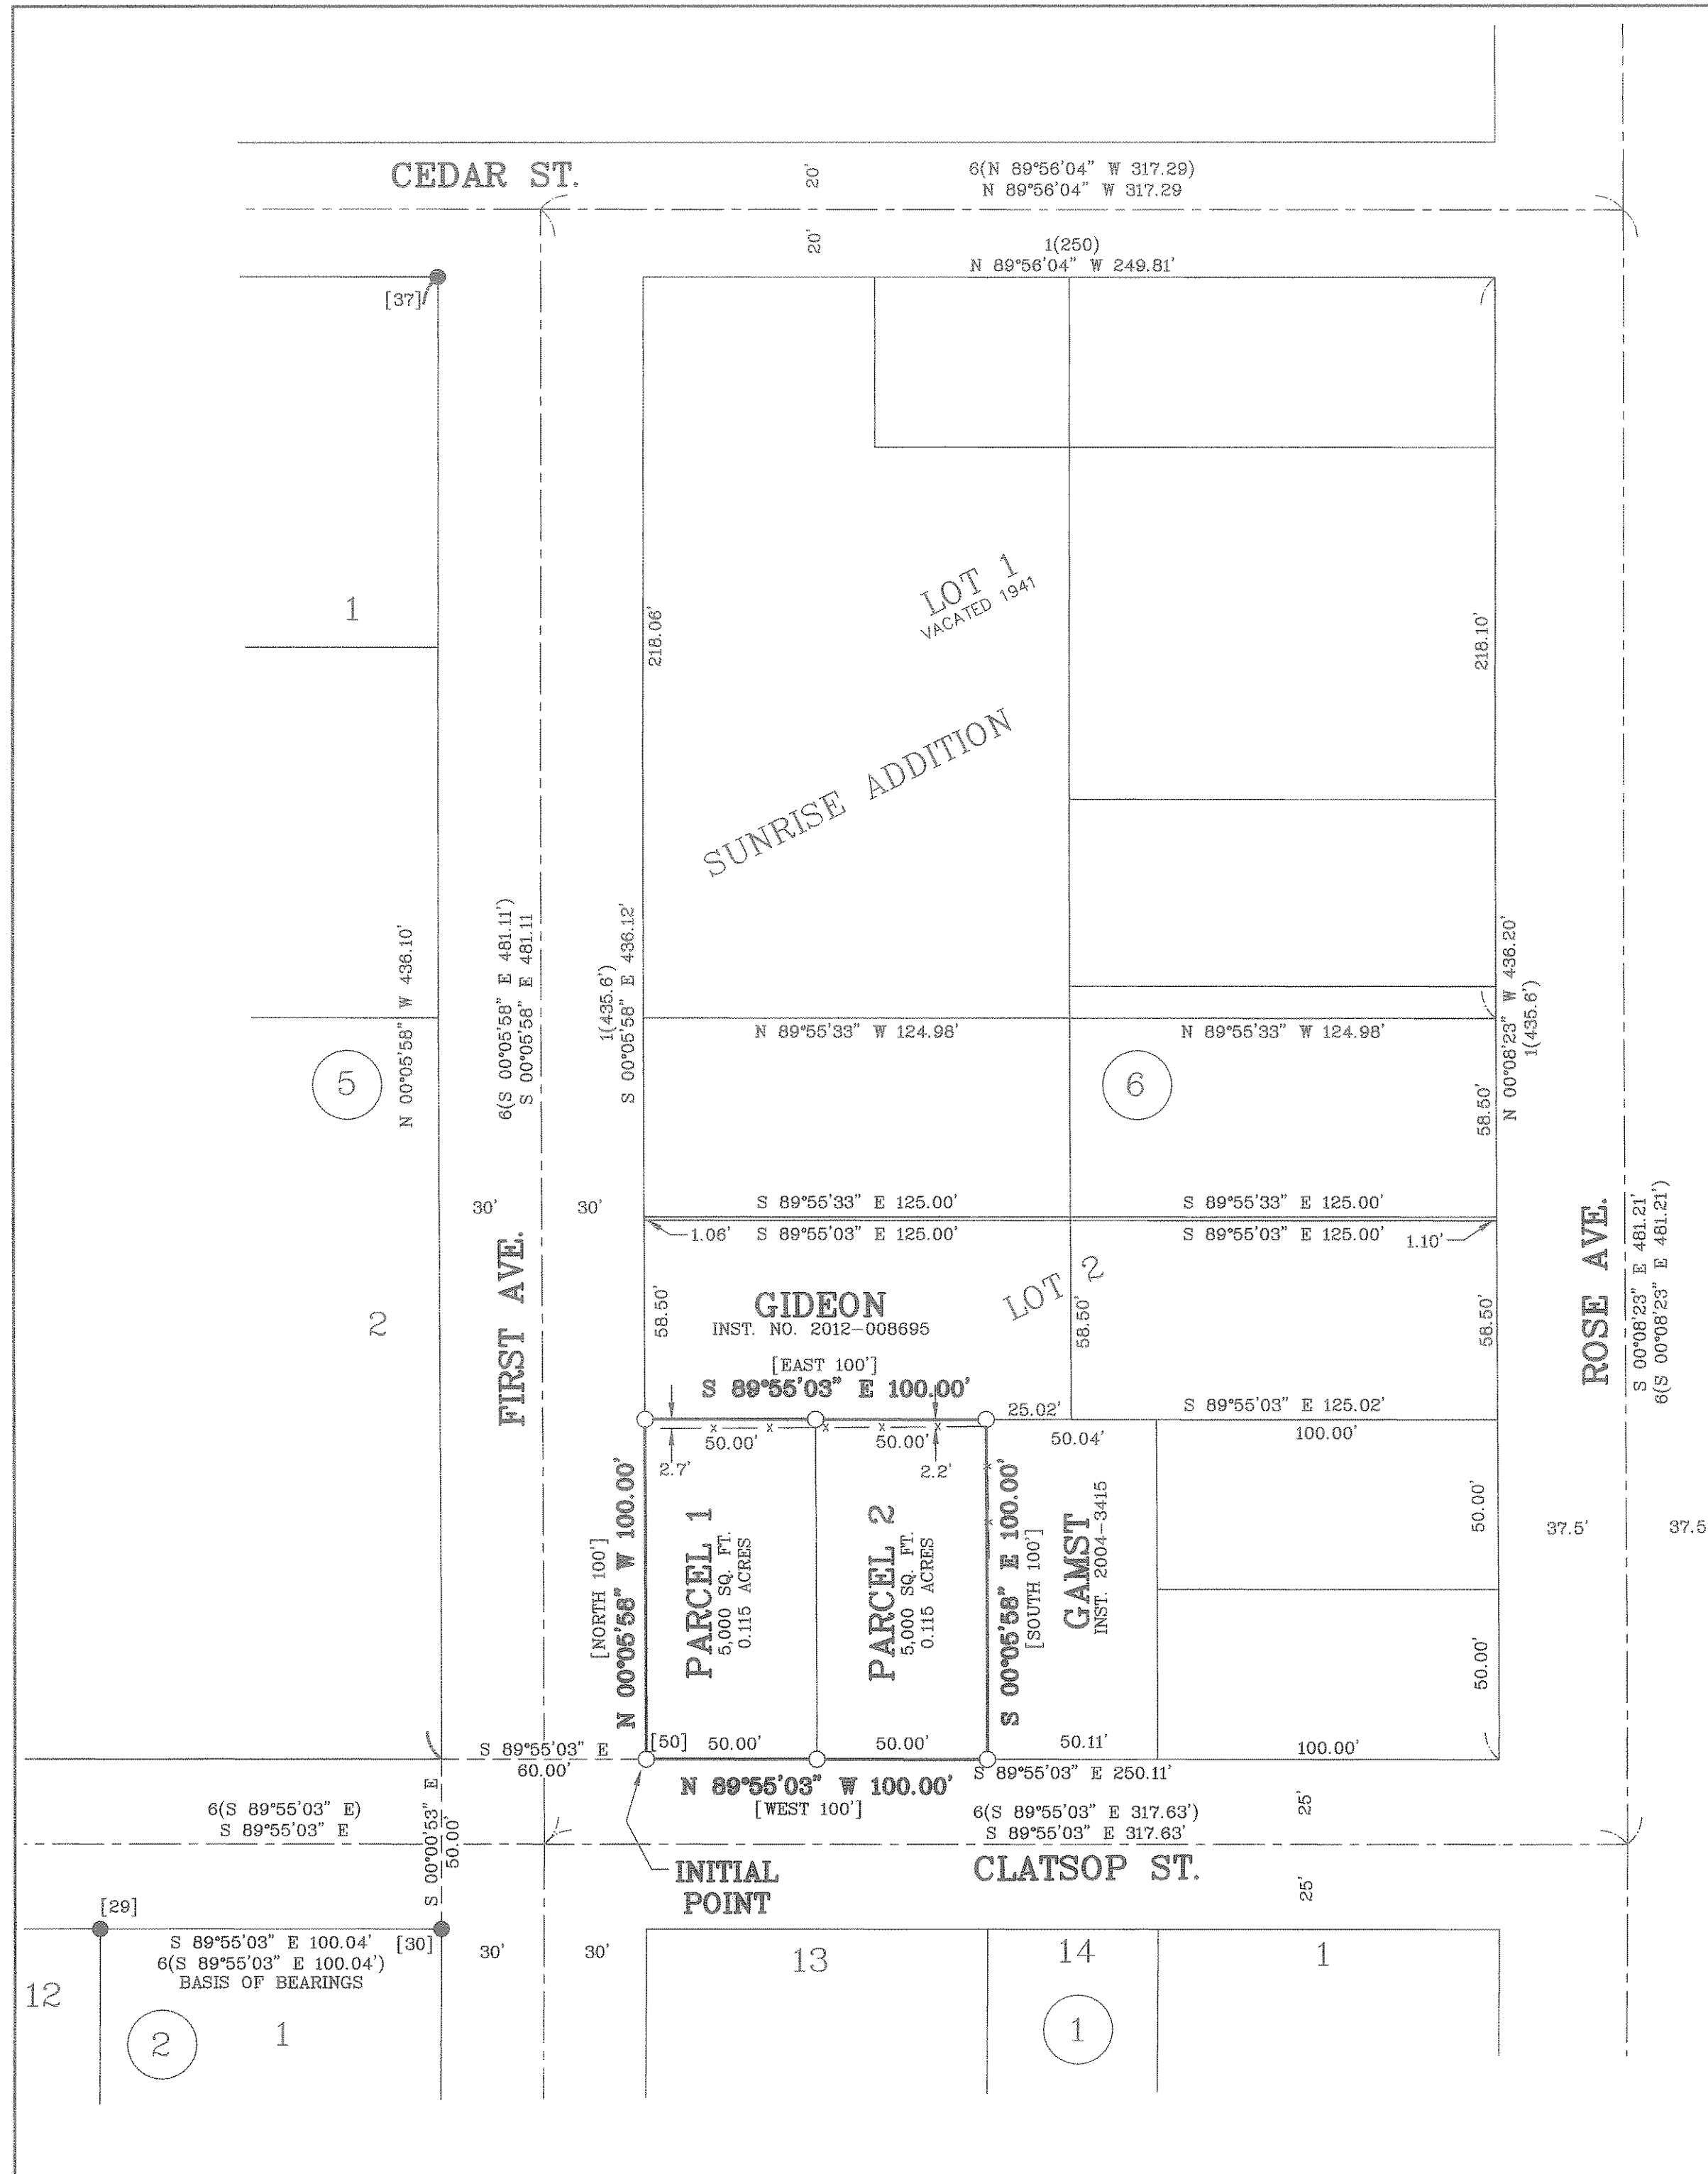 CEDAR ST.
20'
6(N 89°56'04" W 317.29)
N 89°56'04" W 317.29
20'
1(250)
N 89°56'04" W 249.81'
[37]
1
218.06'
LOT 1
VACATED 1941
218.10'
SUNRISE ADDITION
N 00°05'58" W 436.10'
6(S 00°05'58" E 481.11')
S 00°05'58" E 481.11
1(435.6')
S 00°05'58" E 436.12'
N 89°55'33" W 124.98'
N 89°55'33" W 124.98'
N 00°08'23" W 436.20'
1(435.6')
5
6
58.50'
30'
30'
S 89°55'33" E 125.00'
S 89°55'33" E 125.00'
1.06'
S 89°55'03" E 125.00'
S 89°55'03" E 125.00'
1.10'
ROSE AVE.
S 00°08'23" E 481.21'
6(S 00°08'23" E 481.21')
2
FIRST AVE.
58.50'
GIDEON
INST. NO. 2012-008695
LOT 2
58.50'
58.50'
[EAST 100']
S 89°55'03" E 100.00'
25.02'
S 89°55'03" E 125.02'
50.00'
50.00'
50.04'
100.00'
2.7'
2.2'
[NORTH 100']
N 00°05'58" W 100.00'
PARCEL 1
5,000 SQ. FT.
0.115 ACRES
PARCEL 2
5,000 SQ. FT.
0.115 ACRES
S 00°05'58" E 100.00'
[SOUTH 100']
GAMST
INST. 2004-3415
50.00'
37.5'
37.5
50.00'
S 89°55'03" E
60.00'
[50]
50.00'
50.00'
50.11'
100.00'
N 89°55'03" W 100.00'
[WEST 100']
S 89°55'03" E 250.11'
6(S 89°55'03" E)
S 89°55'03" E
S 00°00'53" E
50.00'
6(S 89°55'03" E 317.63')
S 89°55'03" E 317.63'
25'
INITIAL
POINT
CLATSOP ST.
25'
[29]
S 89°55'03" E 100.04'
[30]
6(S 89°55'03" E 100.04')
BASIS OF BEARINGS
30'
30'
13
14
1
12
2
1
1